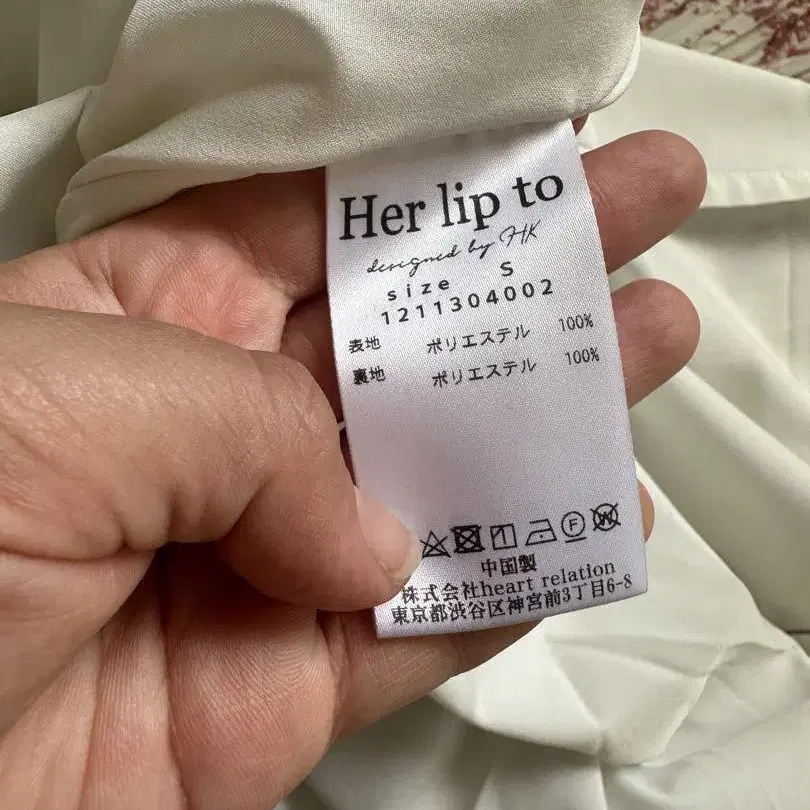 Her lip to
designed by HK
size S
1211304002
表地 ポリエステル 100%
裏地 ポリエステル 100%
F W
中国製
株式会社heart relation
東京都渋谷区神宮前3丁目6-8